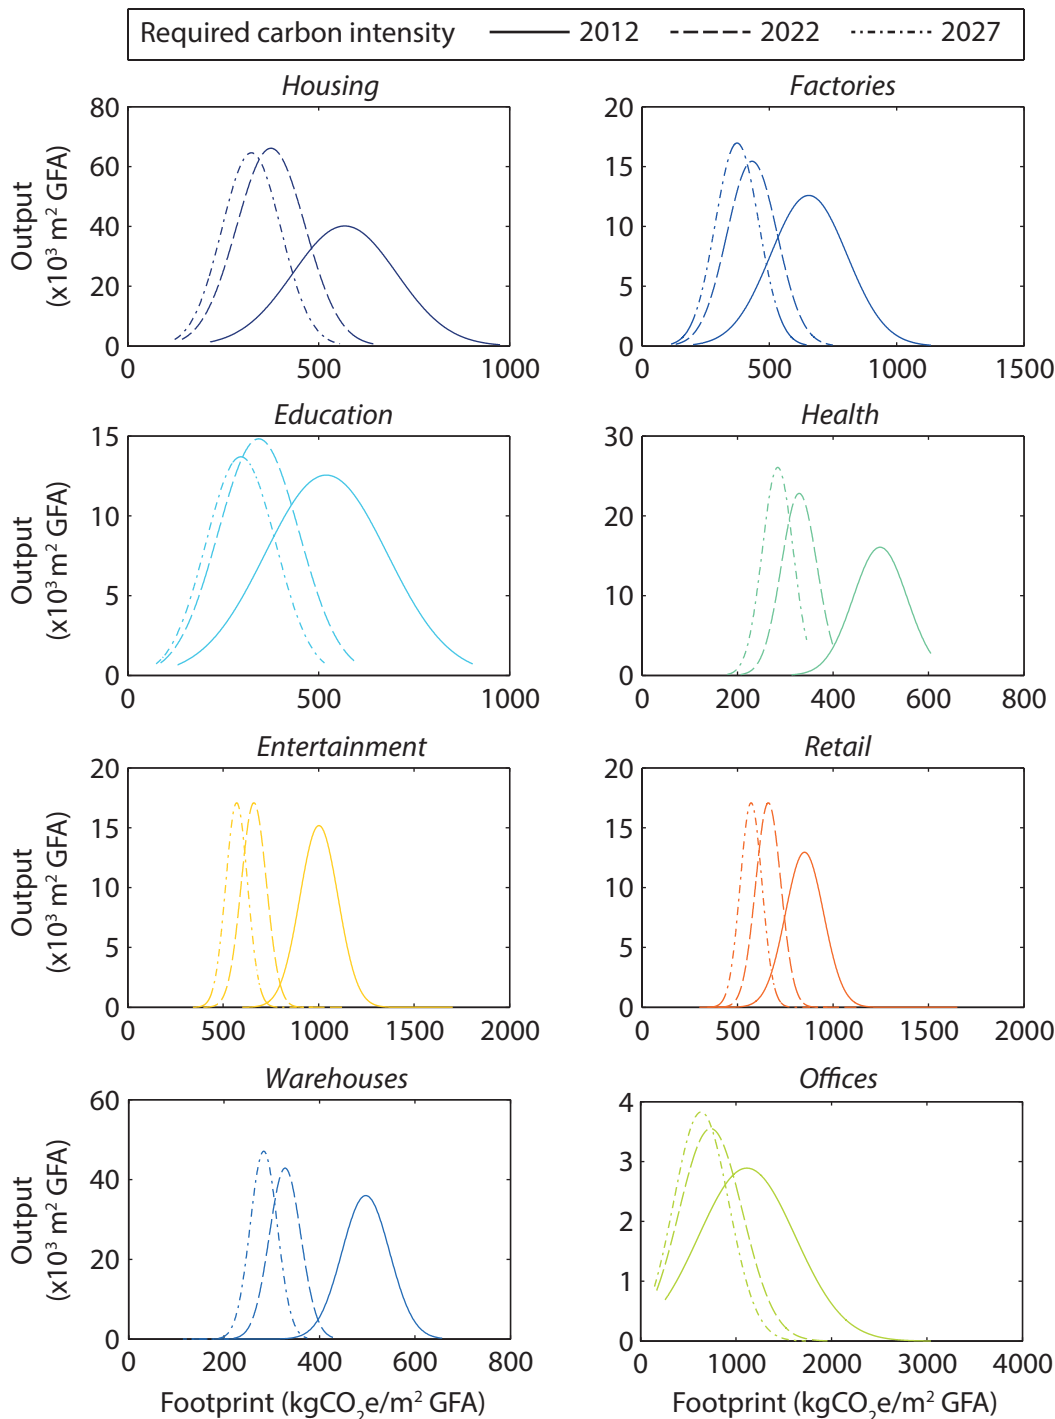 Required carbon intensity 2012 2022 2027
Housing
80
60
40
20
0
0 500 1000
Output
(x10³ m² GFA)
Factories
20
15
10
5
0
0 500 1000 1500
Education
15
10
5
0
0 500 1000
Output
(x10³ m² GFA)
Health
30
20
10
0
0 200 400 600 800
Entertainment
20
15
10
5
0
0 500 1000 1500 2000
Output
(x10³ m² GFA)
Retail
20
15
10
5
0
0 500 1000 1500 2000
Warehouses
60
40
20
0
0 200 400 600 800
Output
(x10³ m² GFA)
Footprint (kgCO₂e/m² GFA)
Offices
4
3
2
1
0
0 1000 2000 3000 4000
Footprint (kgCO₂e/m² GFA)